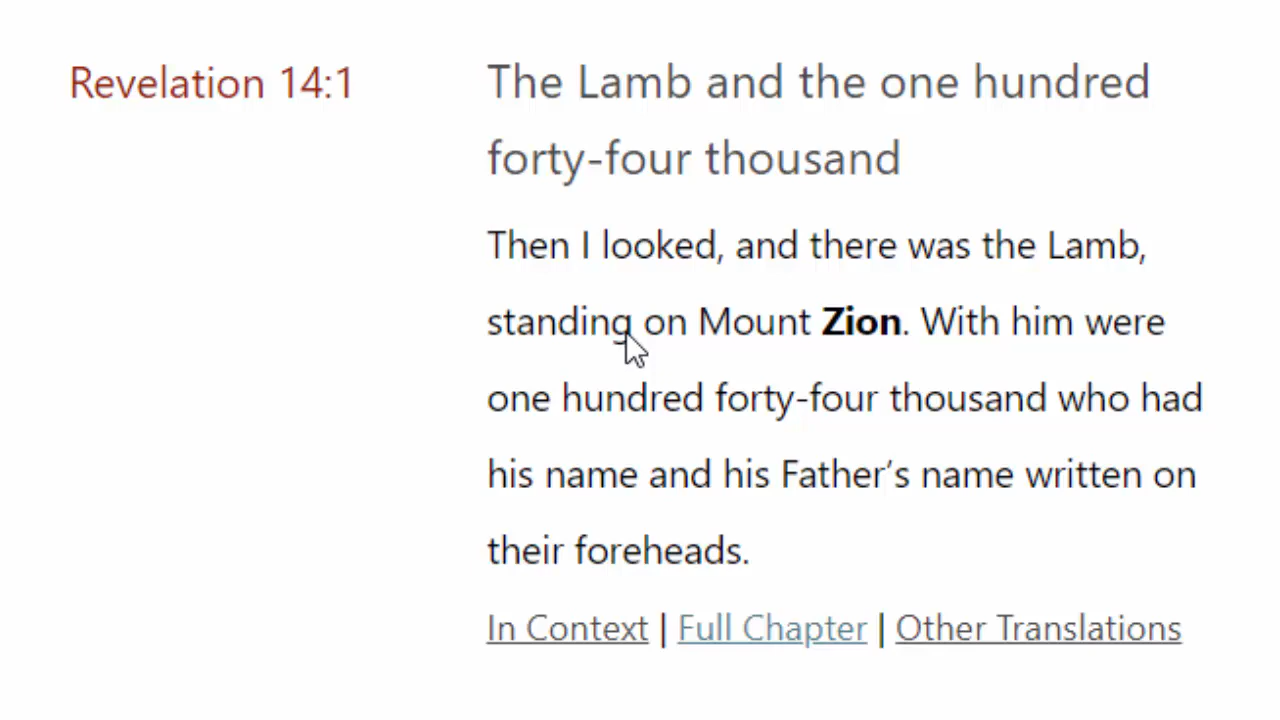 Revelation 14:1
The Lamb and the one hundred
forty-four thousand
Then I looked, and there was the Lamb,
standing on Mount Zion. With him were
one hundred forty-four thousand who had
his name and his Father’s name written on
their foreheads.
In Context | Full Chapter | Other Translations